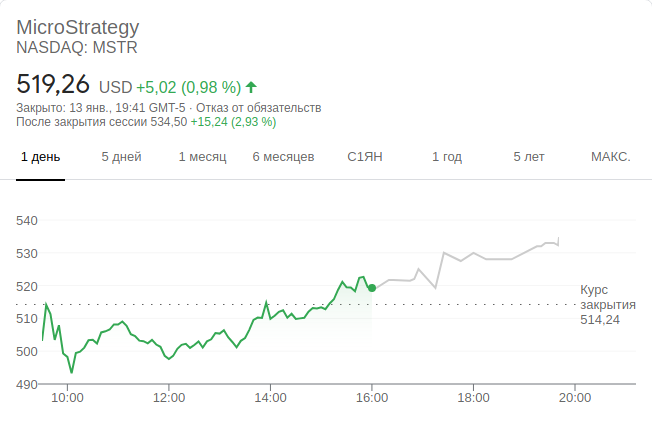 MicroStrategy
NASDAQ: MSTR
519,26 USD +5,02 (0,98 %)
Закрыто: 13 янв., 19:41 GMT-5 · Отказ от обязательств
После закрытия сессии 534,50 +15,24 (2,93 %)
1 день 5 дней 1 месяц 6 месяцев С1ЯН 1 год 5 лет МАКС.
540
530
520
510
500
490
Курс
закрытия
514,24
10:00 12:00 14:00 16:00 18:00 20:00